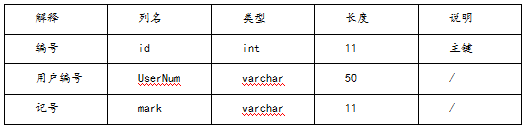 解释 列名 类型 长度 说明
编号 id int 11 主键
用户编号 UserNum varchar 50 /
记号 mark varchar 11 /